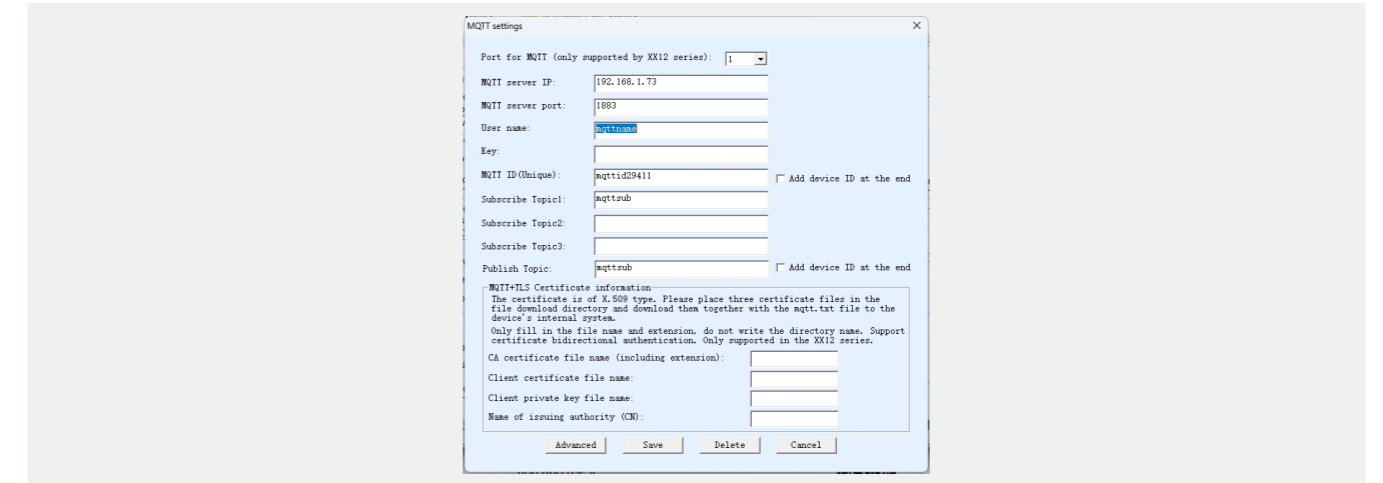 MQTT settings
Port for MQTT (only supported by XX12 series): 1
MQTT server IP: 192.168.1.73
MQTT server port: 1883
User name: mqttname
Key:
MQTT ID(Unique): mqttid29411 Add device ID at the end
Subscribe Topic1: mqttsub
Subscribe Topic2:
Subscribe Topic3:
Publish Topic: mqttsub Add device ID at the end
MQTT+TLS Certificate information
The certificate is of X.509 type. Please place three certificate files in the
file download directory and download them together with the mqtt.txt file to the
device's internal system.
Only fill in the file name and extension, do not write the directory name. Support
certificate bidirectional authentication. Only supported in the XX12 series.
CA certificate file name (including extension):
Client certificate file name:
Client private key file name:
Name of issuing authority (CN):
Advanced Save Delete Cancel